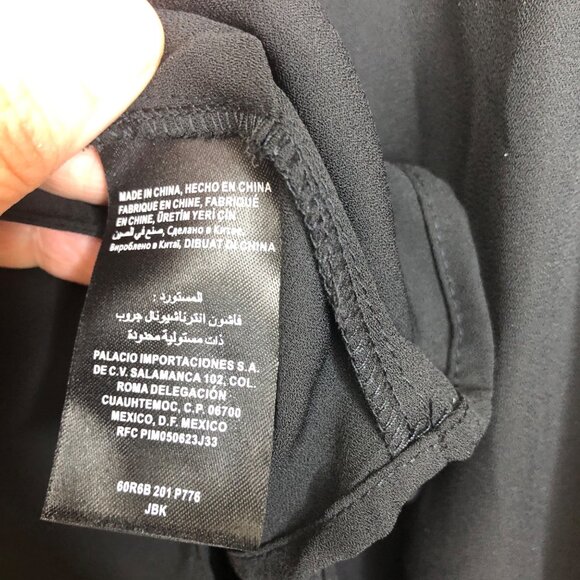 MADE IN CHINA, HECHO EN CHINA
FABRIQUE EN CHINE, FABRIQUÉ
EN CHINE, ÜRETİM YERİ ÇİN
صنع في الصين, Сделано в Китае,
Вироблено в Китаї, DIBUAT DI CHINA
المستورد :
فاشون انكرناشيونال جروب
ذات مسئولية محدودة
PALACIO IMPORTACIONES S.A.
DE C.V. SALAMANCA 102, COL.
ROMA DELEGACIÓN
CUAUHTEMOC, C.P. 06700
MEXICO, D.F. MEXICO
RFC PIM050623J33
60R6B 201 P776
JBK